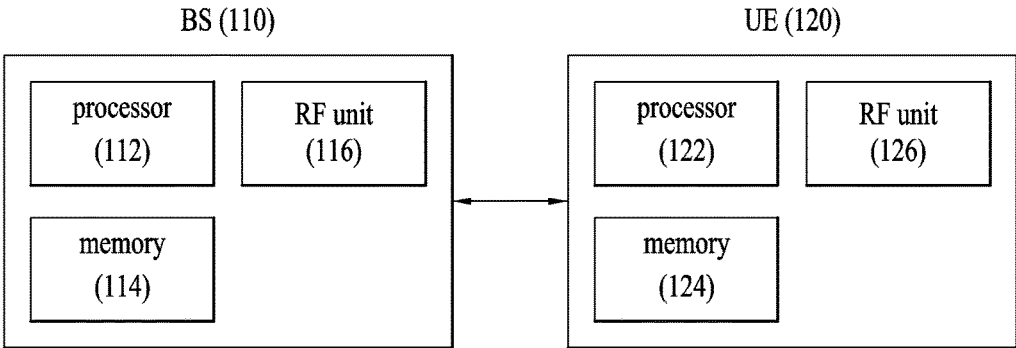 BS (110)
processor
(112)
RF unit
(116)
memory
(114)
UE (120)
processor
(122)
RF unit
(126)
memory
(124)